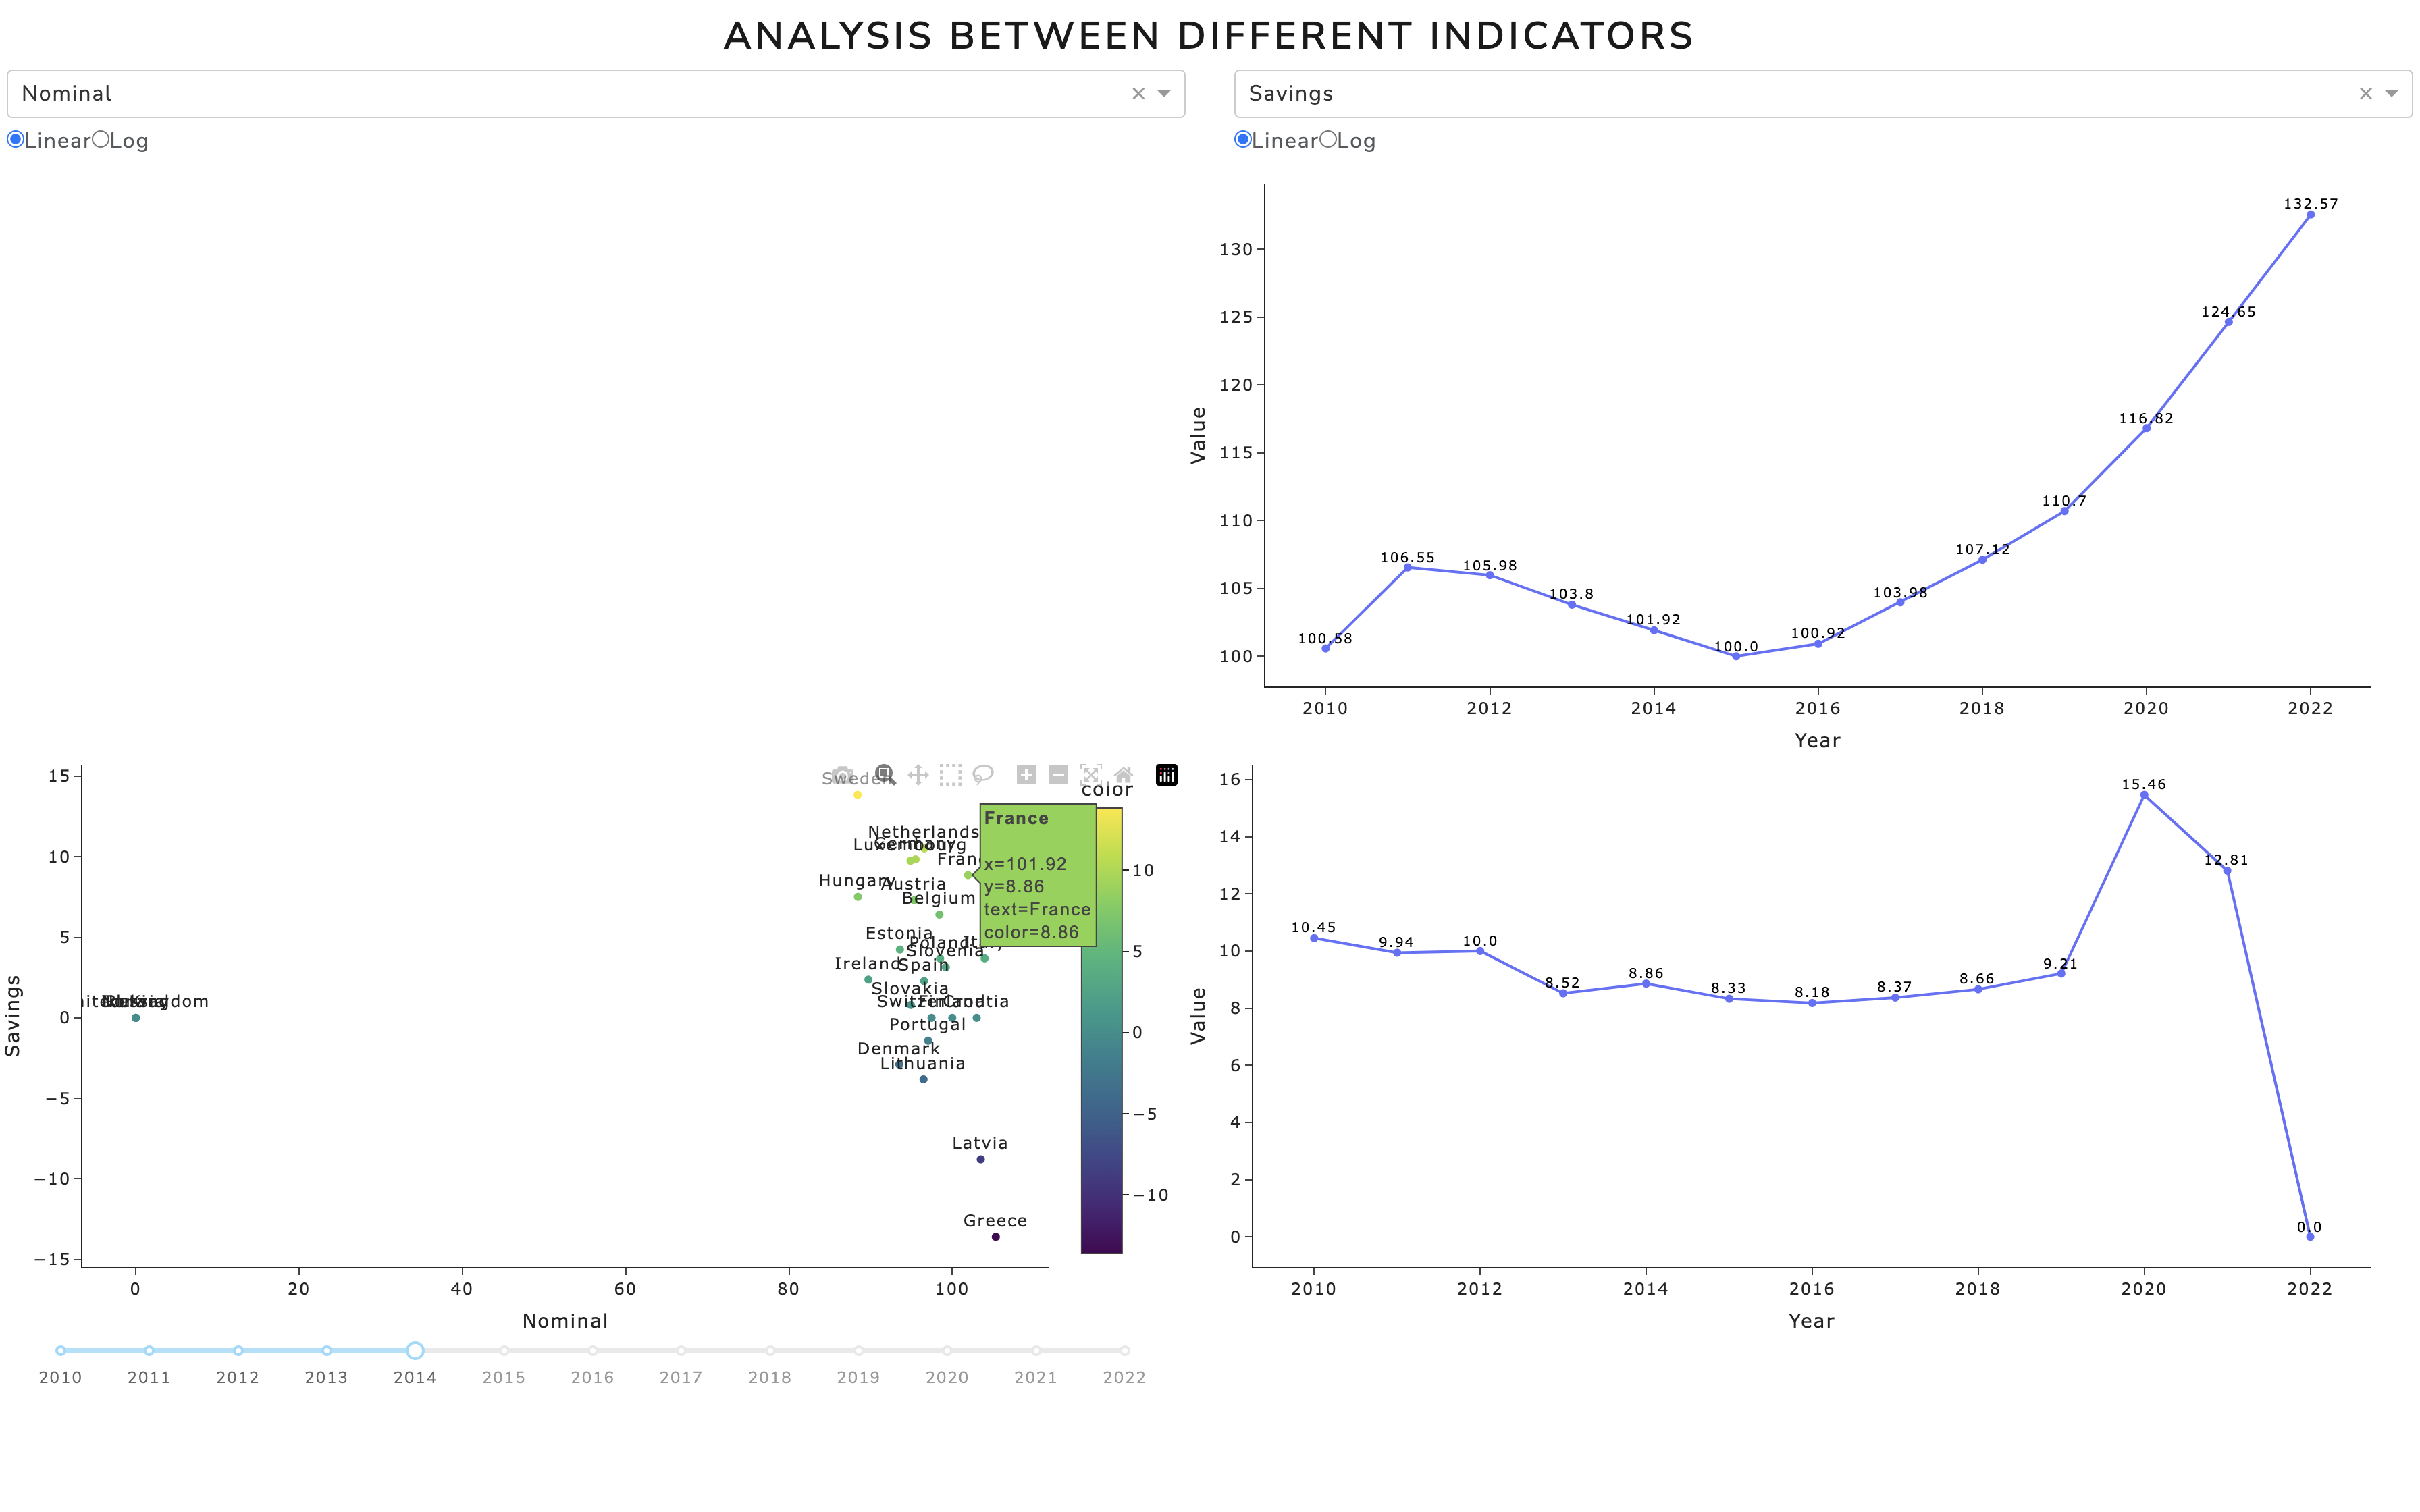 ANALYSIS BETWEEN DIFFERENT INDICATORS
Nominal
Savings
Linear Log
Linear Log
132.57
124.65
116.82
110.7
107.12
103.98
100.92
100.0
101.92
103.8
105.98
106.55
100.58
130
125
120
115
110
105
100
Value
2010 2012 2014 2016 2018 2020 2022
Year
15
10
5
0
−5
−10
−15
Savings
Sweden
Netherlands
Germany
Luxembourg
France
x=101.92
y=8.86
text=France
color=8.86
Hungary
Austria
Belgium
Estonia
Poland
Slovenia
Ireland
Spain
Slovakia
Croatia
Finland
Portugal
Denmark
Lithuania
Latvia
Greece
color
10
5
0
−5
−10
0 20 40 60 80 100
Nominal
2010 2011 2012 2013 2014 2015 2016 2017 2018 2019 2020 2021 2022
16
14
12
10
8
6
4
2
0
Value
10.45
9.94
10.0
8.52
8.86
8.33
8.18
8.37
8.66
9.21
15.46
12.81
0.0
2010 2012 2014 2016 2018 2020 2022
Year